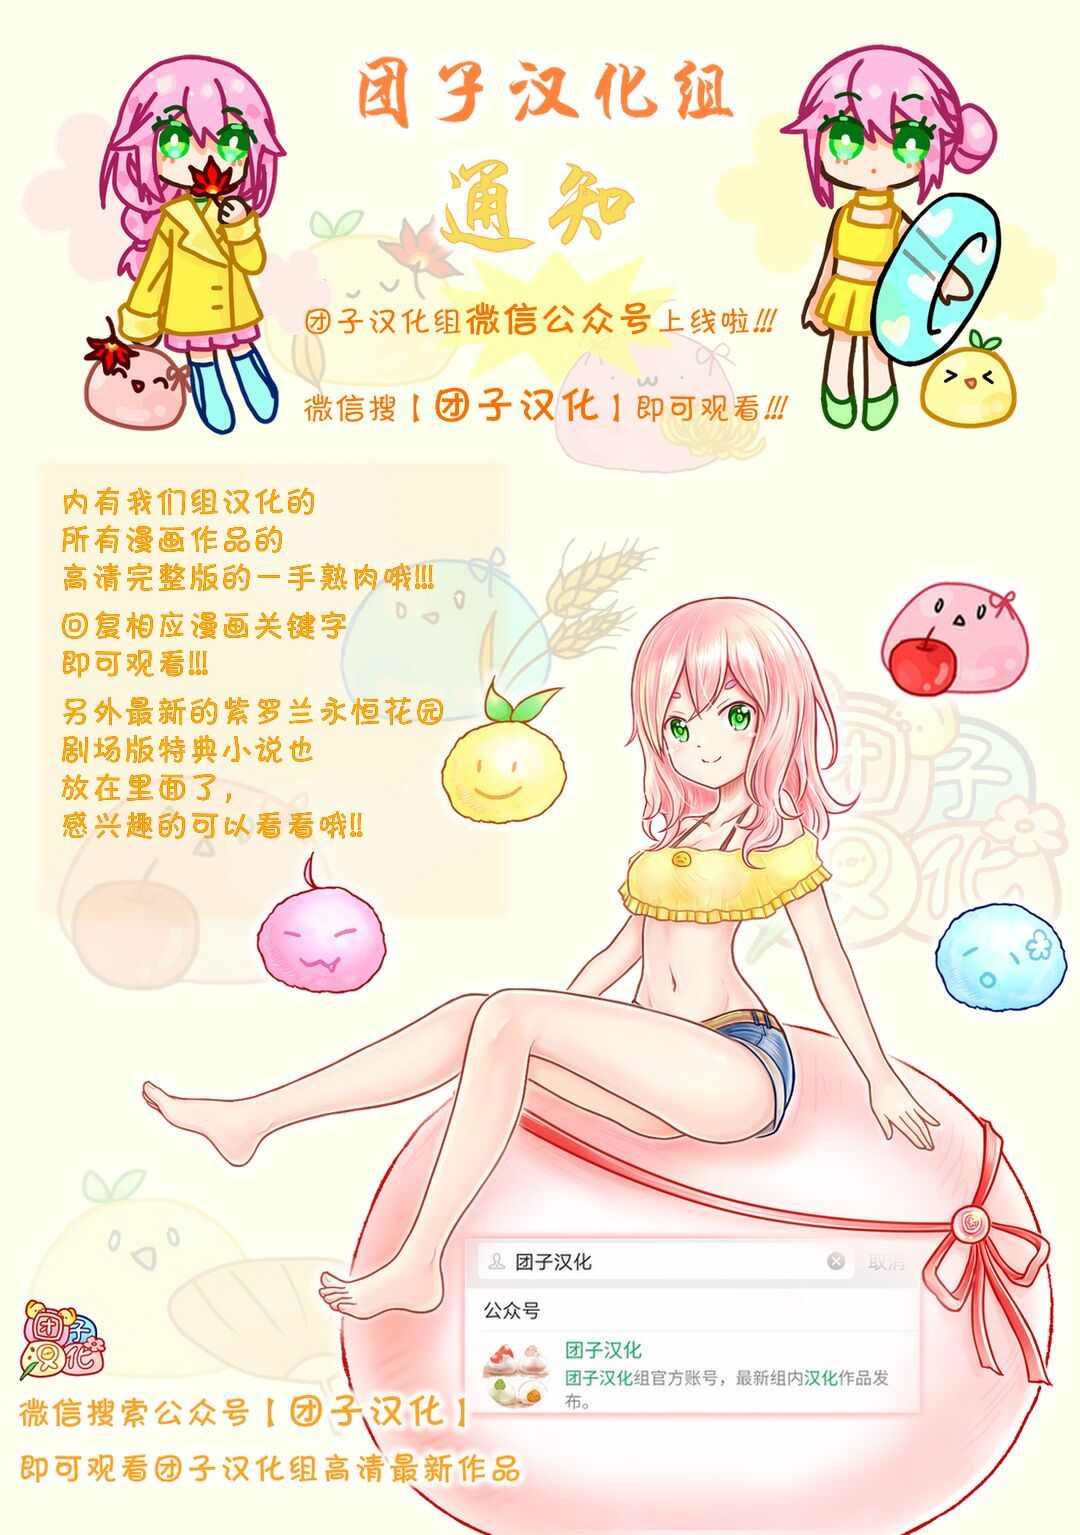 团子汉化组
通知
团子汉化组微信公众号上线啦!!!
微信搜【团子汉化】即可观看!!!
内有我们组汉化的
所有漫画作品的
高清完整版的一手熟肉哦!!!
回复相应漫画关键字
即可观看!!!
另外最新的紫罗兰永恒花园
剧场版特典小说也
放在里面了，
感兴趣的可以看看哦!!
团子
汉化
团子汉化
取消
公众号
团子汉化
团子汉化组官方账号，最新组内汉化作品发
布。
团子
汉化
微信搜索公众号【团子汉化】
即可观看团子汉化组高清最新作品